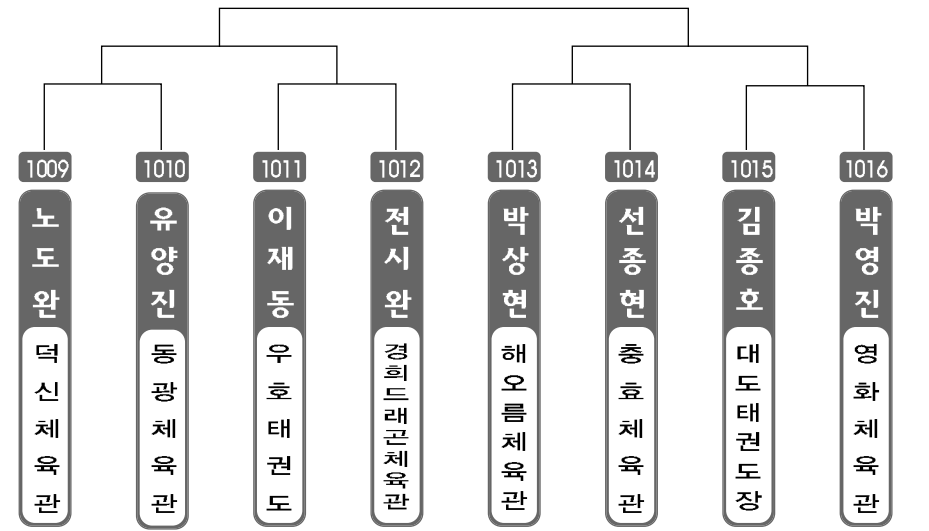 1009
노도완
덕신체육관
1010
유양진
동광체육관
1011
이재동
우호태권도
1012
전시완
경희드래곤체육관
1013
박상현
해오름체육관
1014
선종현
충효체육관
1015
김종호
대도태권도장
1016
박영진
영화체육관